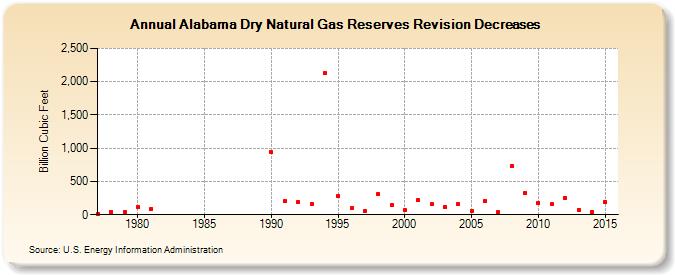 Annual Alabama Dry Natural Gas Reserves Revision Decreases
Billion Cubic Feet
2,500
2,000
1,500
1,000
500
0
1980 1985 1990 1995 2000 2005 2010 2015
Source: U.S. Energy Information Administration